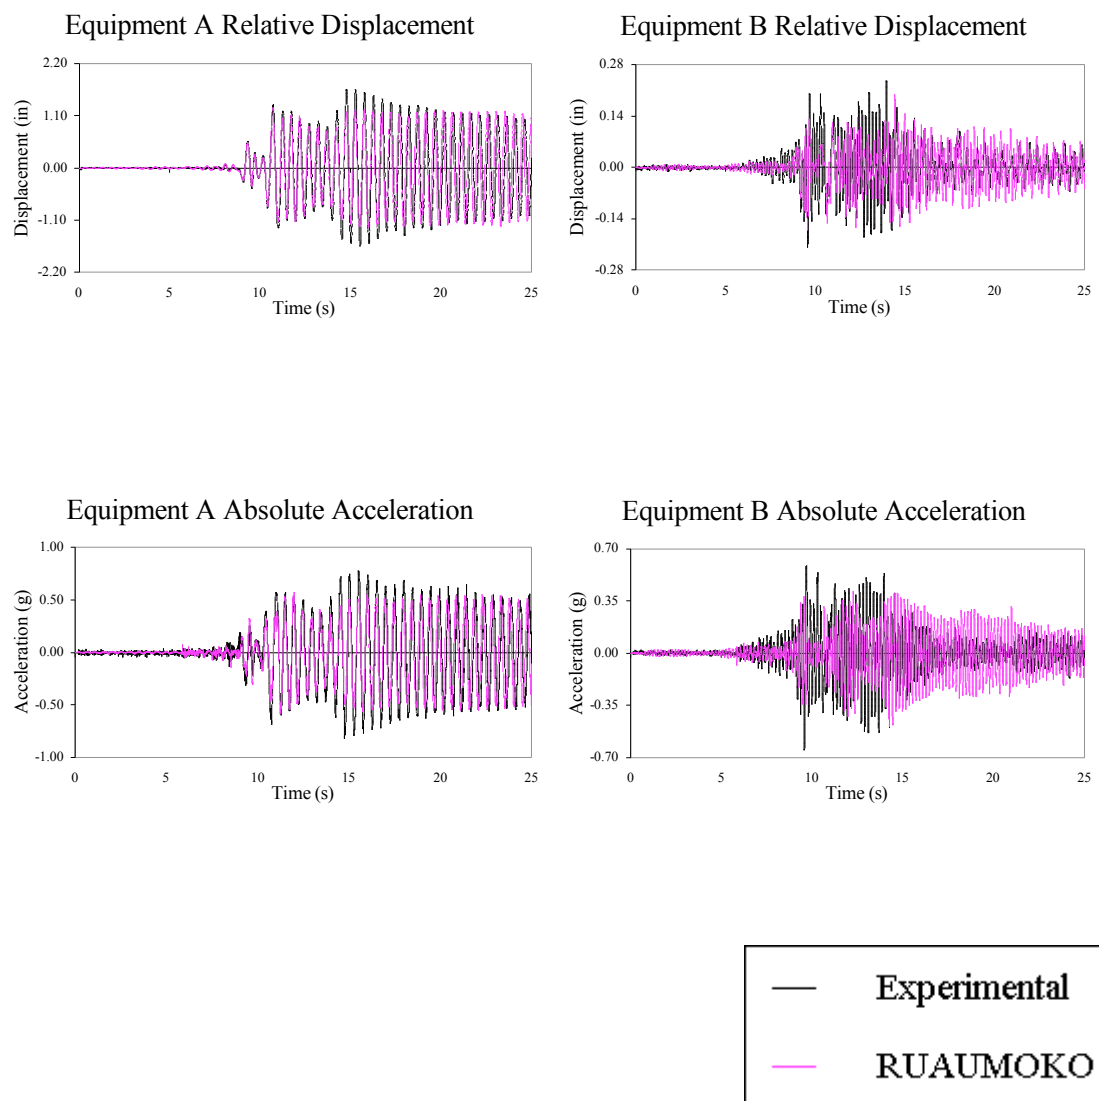 Equipment A Relative Displacement
2.20
1.10
0.00
-1.10
-2.20
Displacement (in)
0 5 10 15 20 25
Time (s)
Equipment B Relative Displacement
0.28
0.14
0.00
-0.14
-0.28
Displacement (in)
0 5 10 15 20 25
Time (s)
Equipment A Absolute Acceleration
1.00
0.50
0.00
-0.50
-1.00
Acceleration (g)
0 5 10 15 20 25
Time (s)
Equipment B Absolute Acceleration
0.70
0.35
0.00
-0.35
-0.70
Acceleration (g)
0 5 10 15 20 25
Time (s)
Experimental
RUAUMOKO